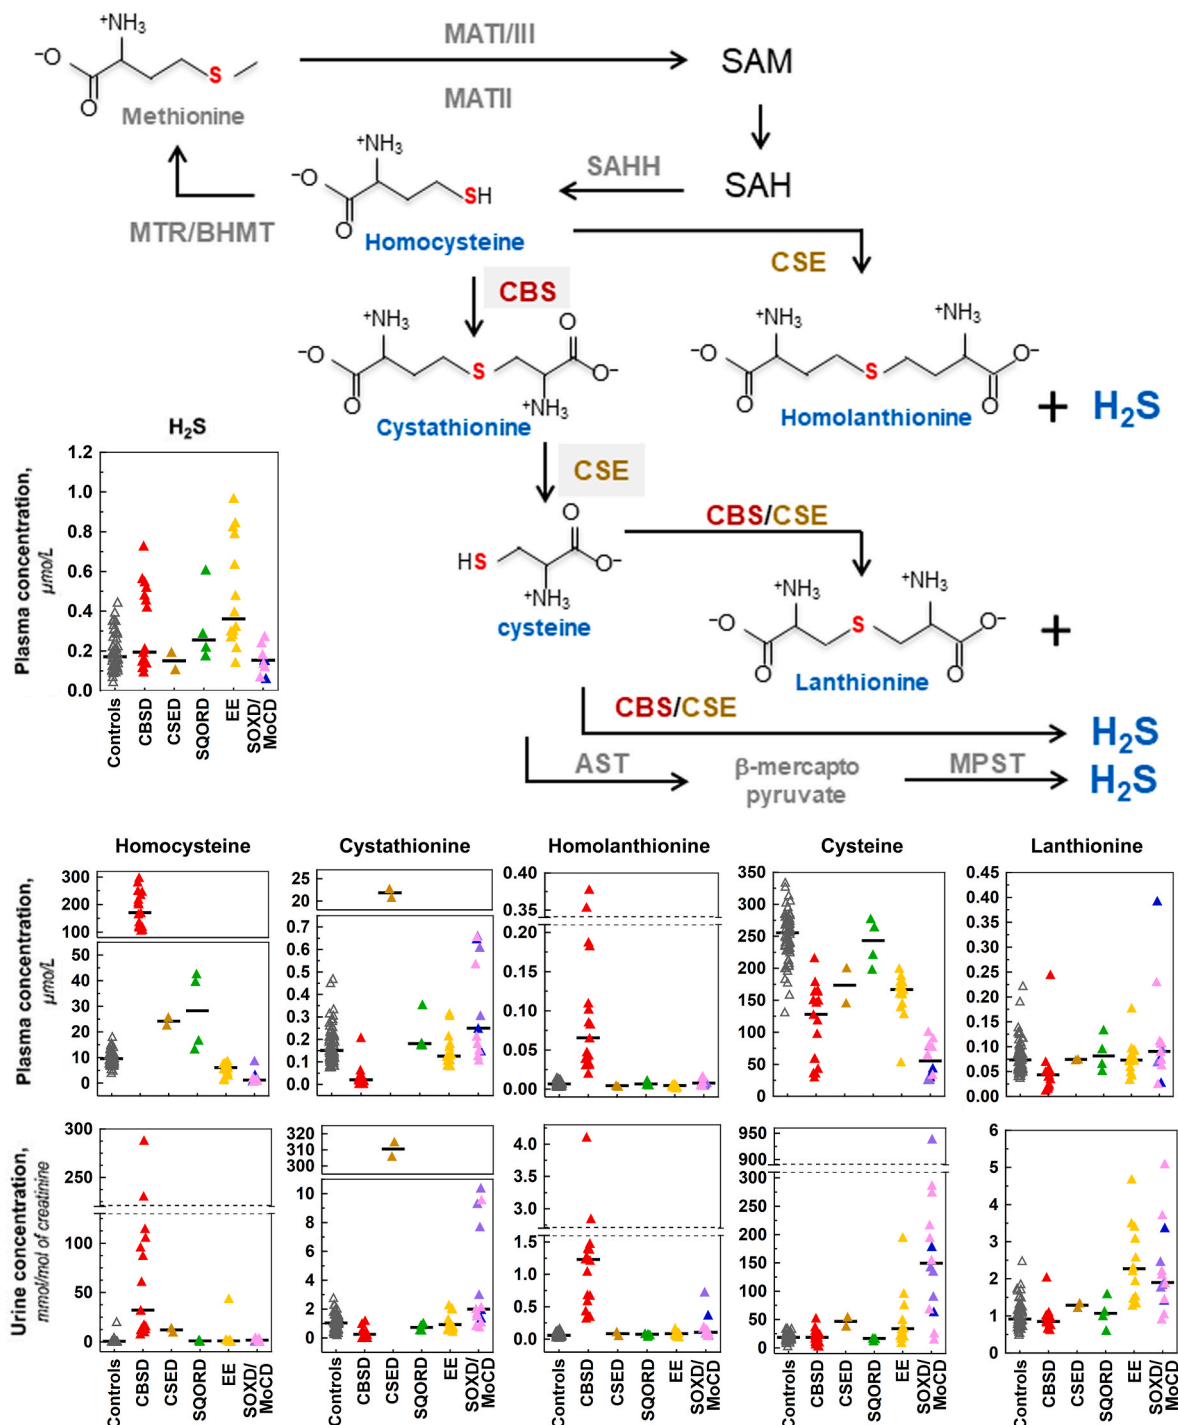 ⁺NH₃
MATI/III
⁻O
S
SAM
O
MATII
Methionine
⁺NH₃
SAHH
⁻O
SAH
SH
O
MTR/BHMT
Homocysteine
CSE
CBS
⁺NH₃
O
⁺NH₃
⁺NH₃
⁻O
S
O⁻
⁻O
S
O⁻
O
⁺NH₃
O
O
Cystathionine
Homolanthionine
+ H₂S
H₂S
CSE
Plasma concentration,
μmo/L
1.2
1.0
0.8
0.6
0.4
0.2
0.0
Controls
CBSD
CSED
SQORD
EE
SOXD/
MoCD
O
CBS/CSE
HS
O⁻
⁺NH₃
cysteine
⁺NH₃
⁺NH₃
⁻O
S
O⁻
O
O
+
Lanthionine
CBS/CSE
H₂S
AST
β-mercapto
pyruvate
MPST
H₂S
Homocysteine
Cystathionine
Homolanthionine
Cysteine
Lanthionine
Plasma concentration,
μmo/L
300
200
100
50
40
30
20
10
0
25
20
0.7
0.6
0.5
0.4
0.3
0.2
0.1
0.0
0.40
0.35
0.20
0.15
0.10
0.05
0.00
350
300
250
200
150
100
50
0
0.45
0.40
0.35
0.30
0.25
0.20
0.15
0.10
0.05
0.00
Urine concentration,
mmol/mol of creatinine
300
250
100
50
0
320
310
300
10
8
6
4
2
0
4.0
3.5
3.0
2.5
1.5
1.0
0.5
0.0
950
900
300
250
200
150
100
50
0
6
5
4
3
2
1
0
Controls
CBSD
CSED
SQORD
EE
SOXD/
MoCD
Controls
CBSD
CSED
SQORD
EE
SOXD/
MoCD
Controls
CBSD
CSED
SQORD
EE
SOXD/
MoCD
Controls
CBSD
CSED
SQORD
EE
SOXD/
MoCD
Controls
CBSD
CSED
SQORD
EE
SOXD/
MoCD